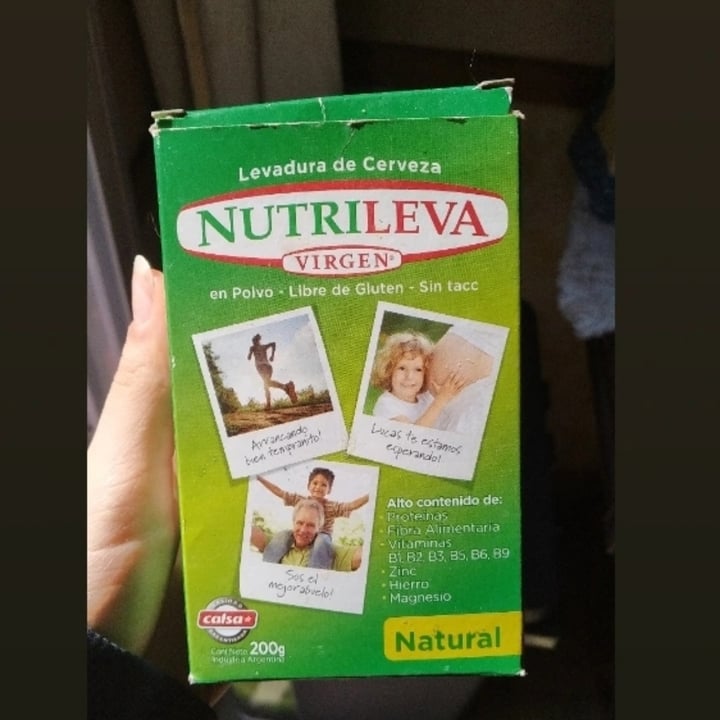 Levadura de Cerveza
NUTRILEVA
VIRGEN®
en Polvo - Libre de Gluten - Sin tacc
Arrancando
bien tempranito!
Lucas te estamos
esperando!
Sos el
mejor abuelo!
Alto contenido de:
• Proteínas
• Fibra Alimentaria
• Vitaminas
B1, B2, B3, B5, B6, B9
• Zinc
• Hierro
• Magnesio
calsa
Cont. Neto 200g
Industria Argentina
Natural